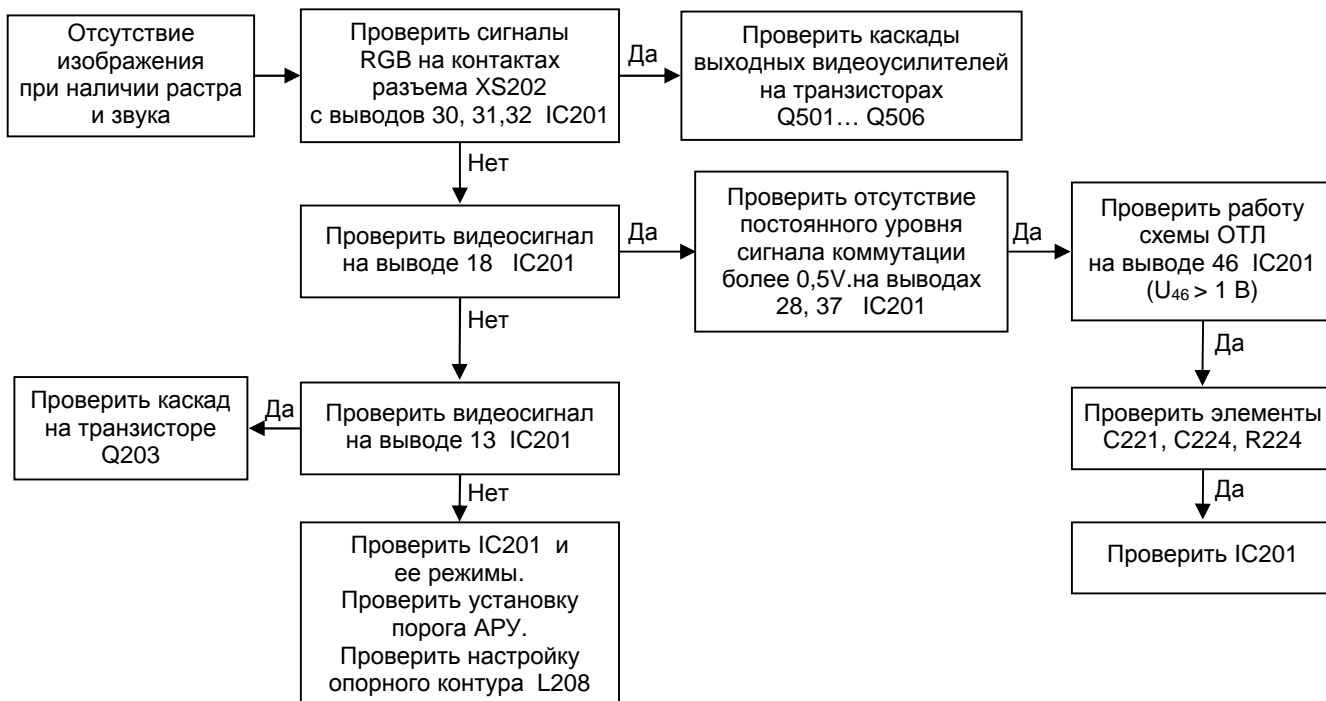 Отсутствие
изображения
при наличии растра
и звука
Проверить сигналы
RGB на контактах
разъема XS202
с выводов 30, 31,32 IC201
Да
Проверить каскады
выходных видеоусилителей
на транзисторах
Q501… Q506
Нет
Проверить видеосигнал
на выводе 18 IC201
Да
Проверить отсутствие
постоянного уровня
сигнала коммутации
более 0,5V.на выводах
28, 37 IC201
Да
Проверить работу
схемы ОТЛ
на выводе 46 IC201
(U46 > 1 В)
Нет
Да
Проверить каскад
на транзисторе
Q203
Да
Проверить видеосигнал
на выводе 13 IC201
Проверить элементы
C221, C224, R224
Нет
Да
Проверить IC201 и
ее режимы.
Проверить установку
порога АРУ.
Проверить настройку
опорного контура L208
Проверить IC201